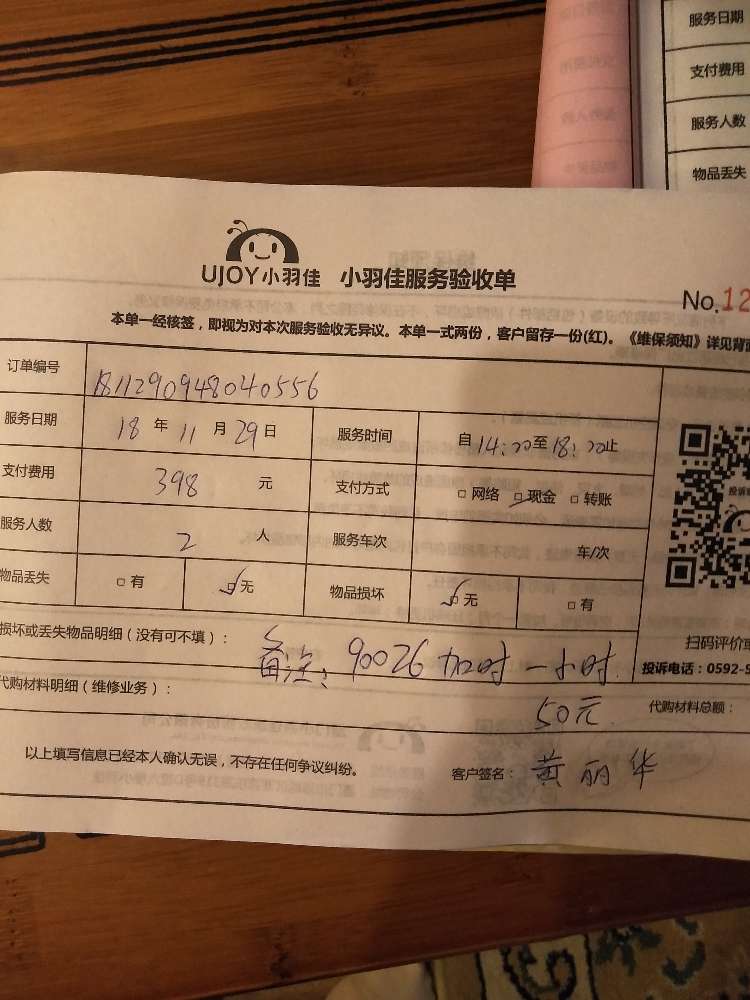 服务日期
支付费用
服务人数
物品丢失
UJOY小羽佳 小羽佳服务验收单
No.12
本单一经核签，即视为对本次服务验收无异议。本单一式两份，客户留存一份(红)。《维保须知》详见背面
订单编号 1811290948040556
服务日期 18 年 11 月 29 日 服务时间 自 14:00 至 18:00 止
支付费用 398 元 支付方式 □ 网络 □ 现金 □ 转账
服务人数 2 人 服务车次 车/次
物品丢失 □ 有 ☑ 无 物品损坏 ☑ 无 □ 有
扫码评价或
损坏或丢失物品明细（没有可不填）： 备注：90026加时一小时
投诉电话：0592-5
代购材料明细（维修业务）： 50元 代购材料总额：
以上填写信息已经本人确认无误，不存在任何争议纠纷。 客户签名： 黄丽华